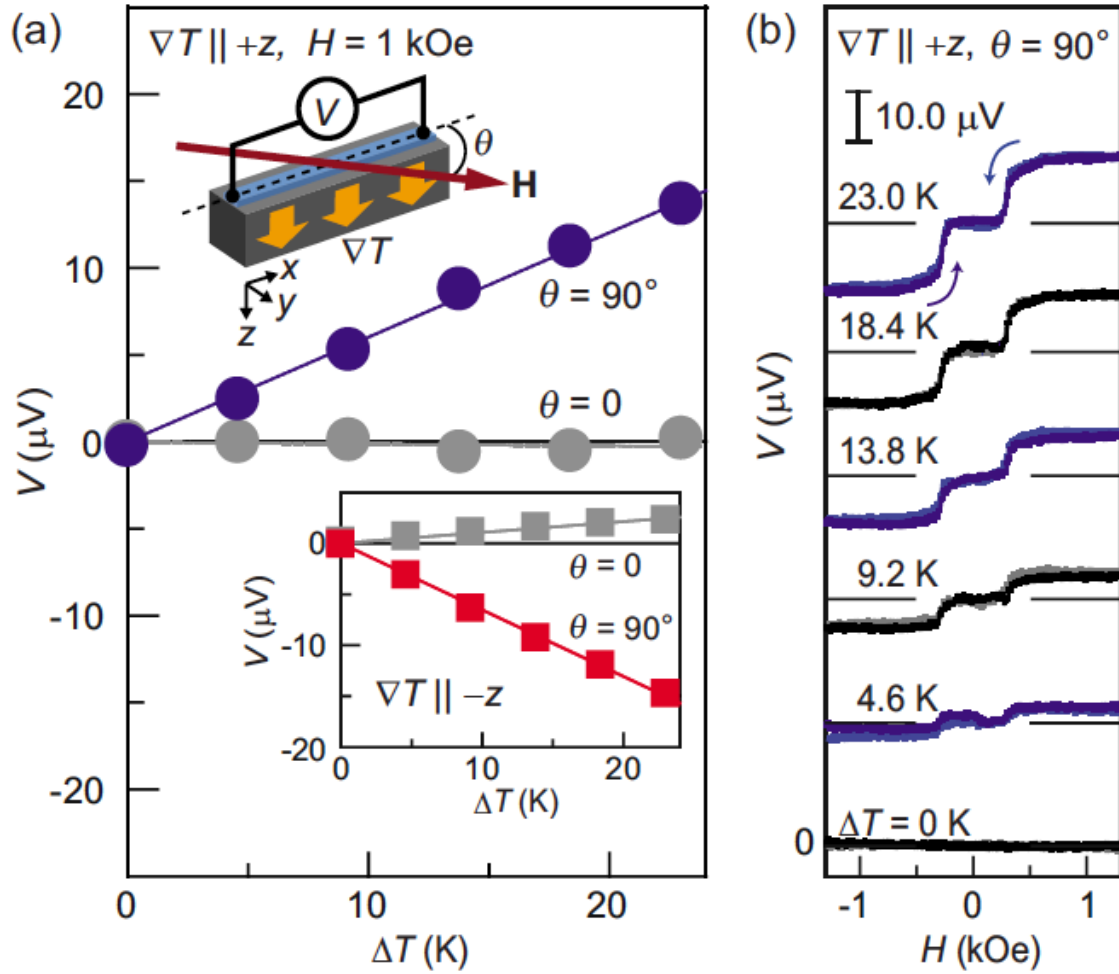 (a)
∇T || +z, H = 1 kOe
V
θ
H
∇T
x
y
z
θ = 90°
θ = 0
20
10
0
-10
-20
V (μV)
0
10
20
ΔT (K)
0
-10
-20
V (μV)
θ = 0
θ = 90°
∇T || −z
0
10
20
ΔT (K)
(b)
∇T || +z, θ = 90°
10.0 μV
23.0 K
18.4 K
13.8 K
9.2 K
4.6 K
ΔT = 0 K
0
V (μV)
-1
0
1
H (kOe)